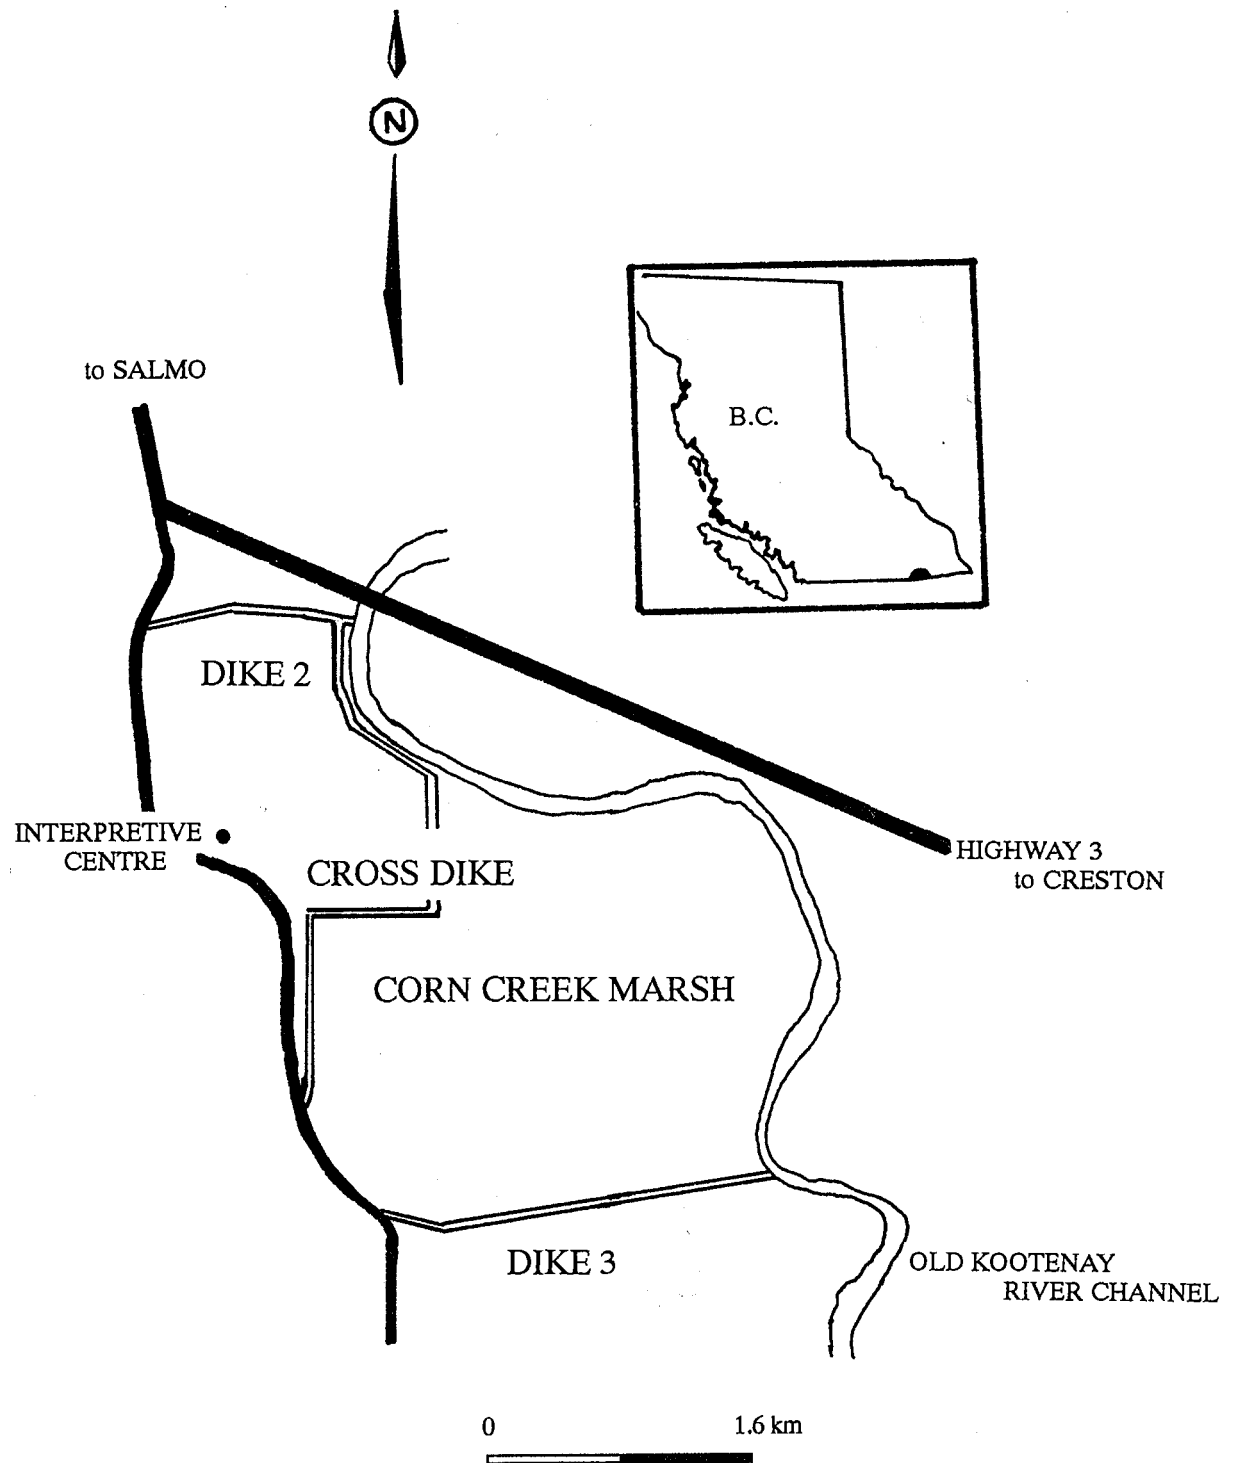 N
to SALMO
B.C.
DIKE 2
INTERPRETIVE
CENTRE
CROSS DIKE
HIGHWAY 3
to CRESTON
CORN CREEK MARSH
DIKE 3
OLD KOOTENAY
RIVER CHANNEL
0 1.6 km